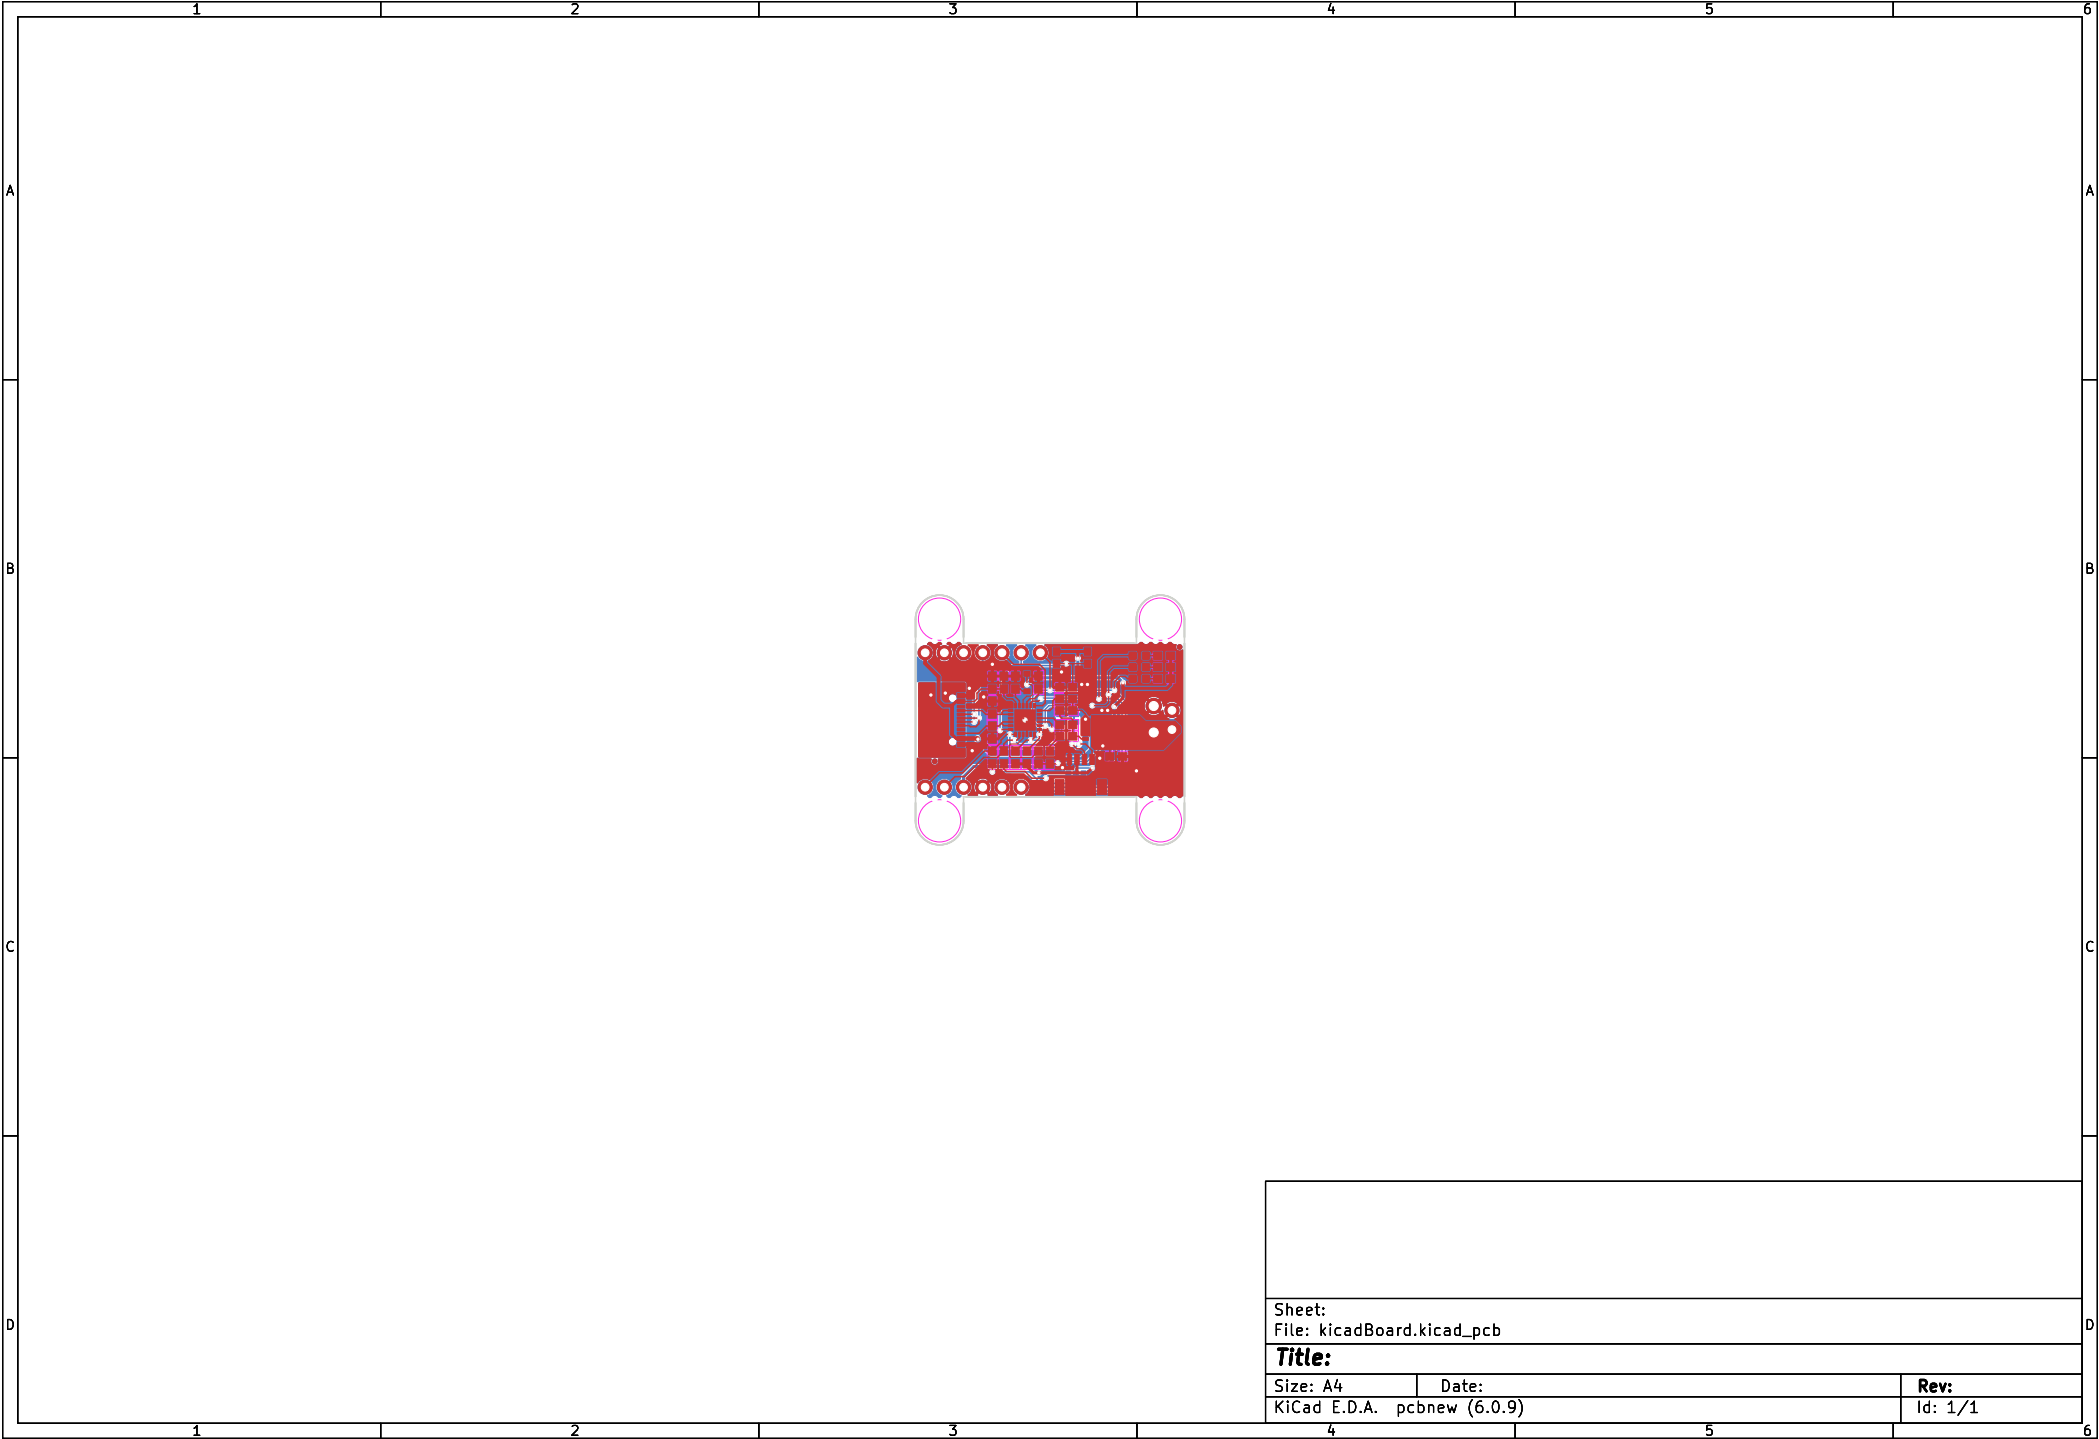 1 2 3 4 5 6
A A
B B
C C
Sheet:
File: kicadBoard.kicad_pcb
D D
Title:
Size: A4 Date: Rev:
KiCad E.D.A. pcbnew (6.0.9) Id: 1/1
1 2 3 4 5 6